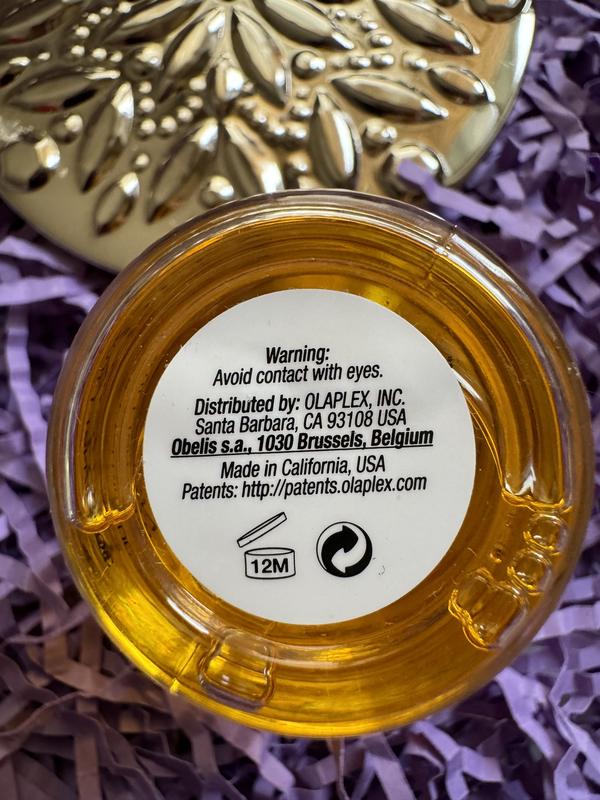 Warning:
Avoid contact with eyes.
Distributed by: OLAPLEX, INC.
Santa Barbara, CA 93108 USA
Obelis s.a., 1030 Brussels, Belgium
Made in California, USA
Patents: http://patents.olaplex.com
12M